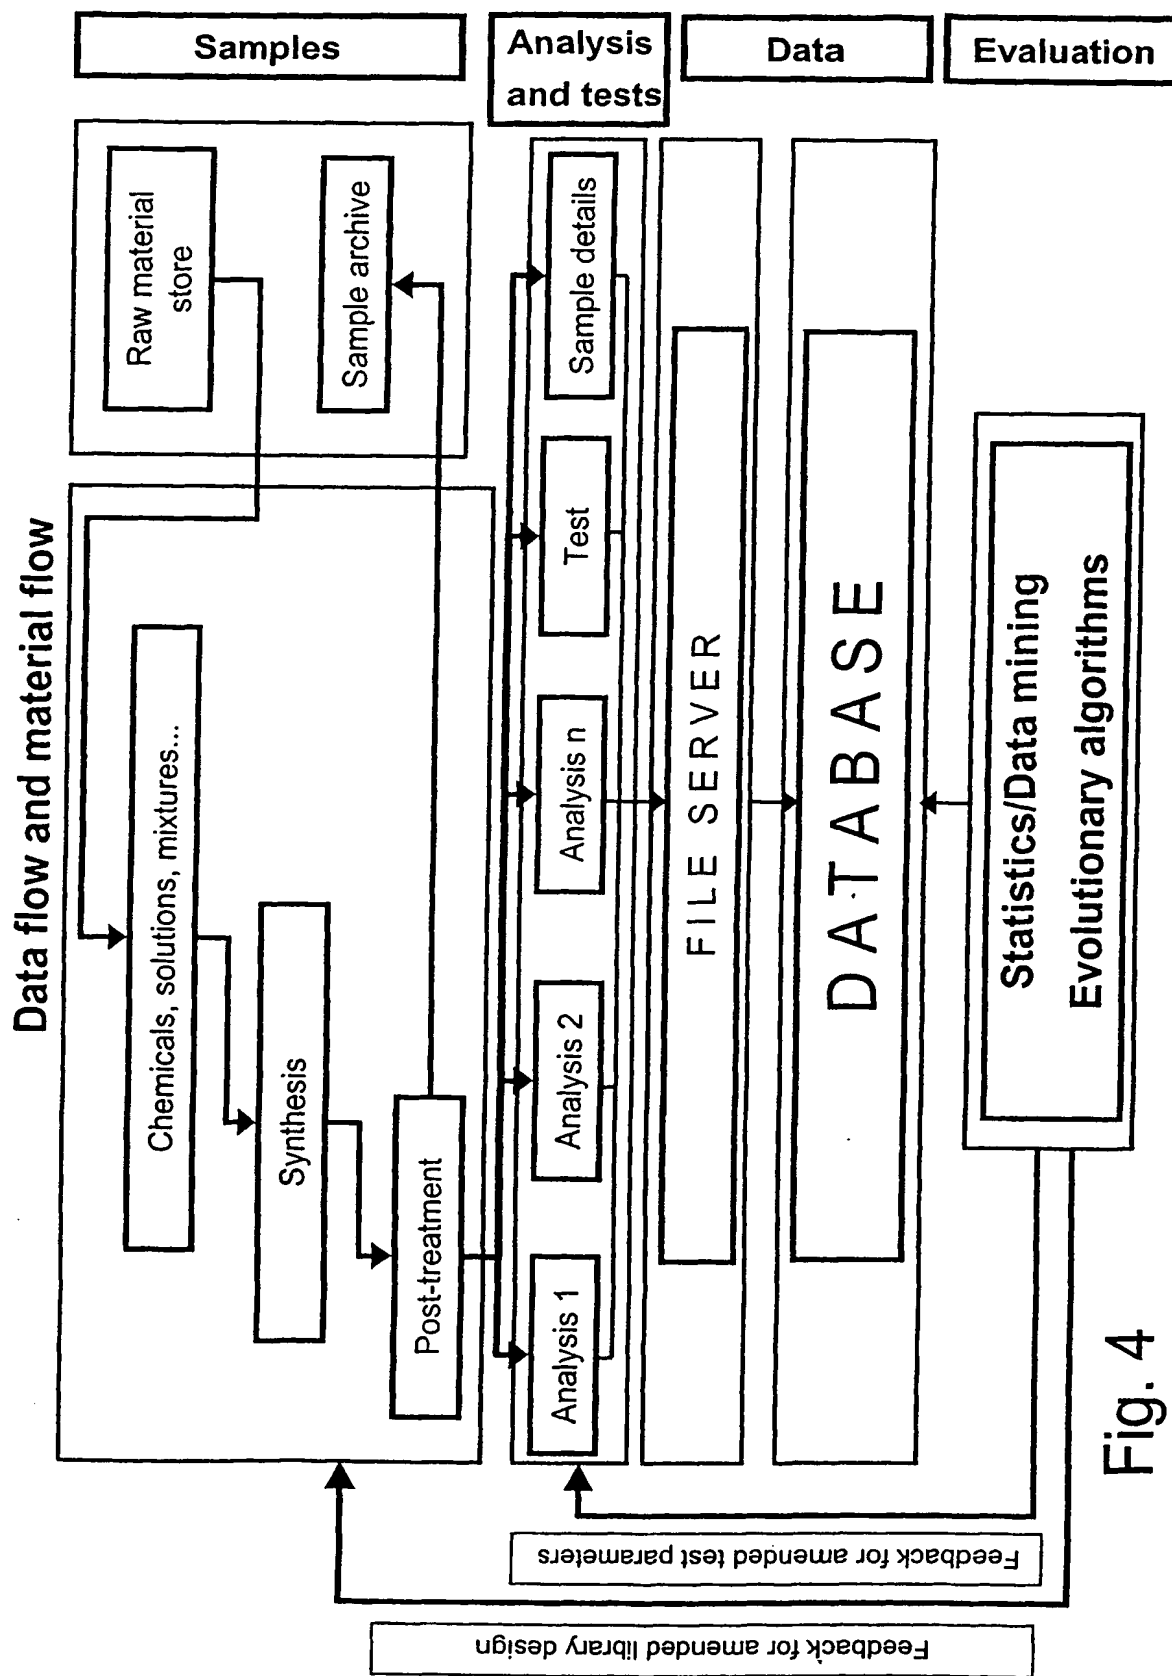 Data flow and material flow
Samples
Raw material
store
Sample archive
Chemicals, solutions, mixtures...
Synthesis
Post-treatment
Analysis
and tests
Analysis 1
Analysis 2
Analysis n
Test
Sample details
Data
FILE SERVER
DATABASE
Evaluation
Statistics/Data mining
Evolutionary algorithms
Feedback for amended test parameters
Feedback for amended library design
Fig. 4